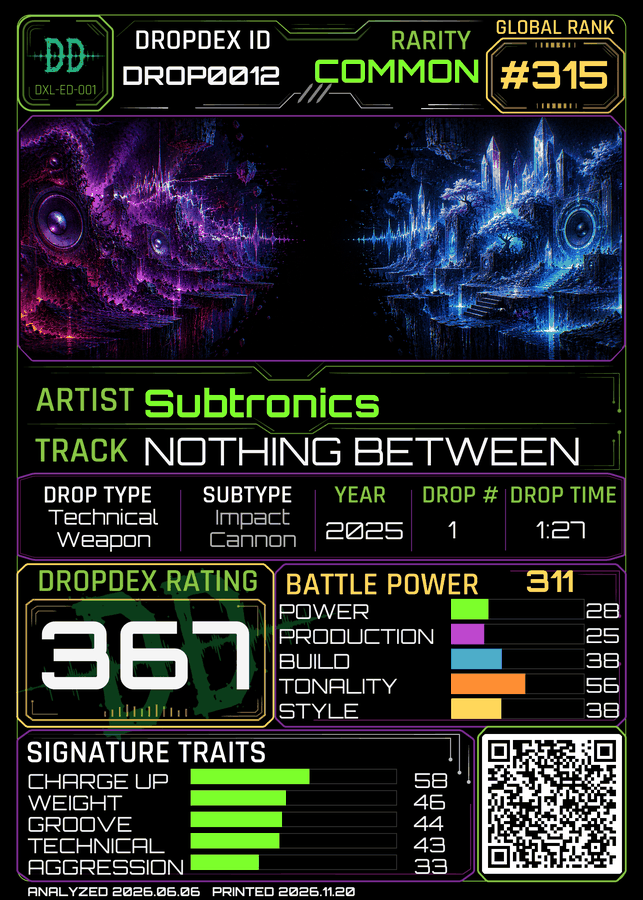 DD
DXL-ED-001
DROPDEX ID
DROP0012
RARITY
COMMON
GLOBAL RANK
#315
ARTIST Subtronics
TRACK NOTHING BETWEEN
DROP TYPE
Technical
Weapon
SUBTYPE
Impact
Cannon
YEAR
2025
DROP #
1
DROP TIME
1:27
DROPDEX RATING
367
BATTLE POWER 311
POWER 28
PRODUCTION 25
BUILD 38
TONALITY 56
STYLE 38
SIGNATURE TRAITS
CHARGE UP 58
WEIGHT 46
GROOVE 44
TECHNICAL 43
AGGRESSION 33
ANALYZED 2026.06.06 PRINTED 2026.11.20